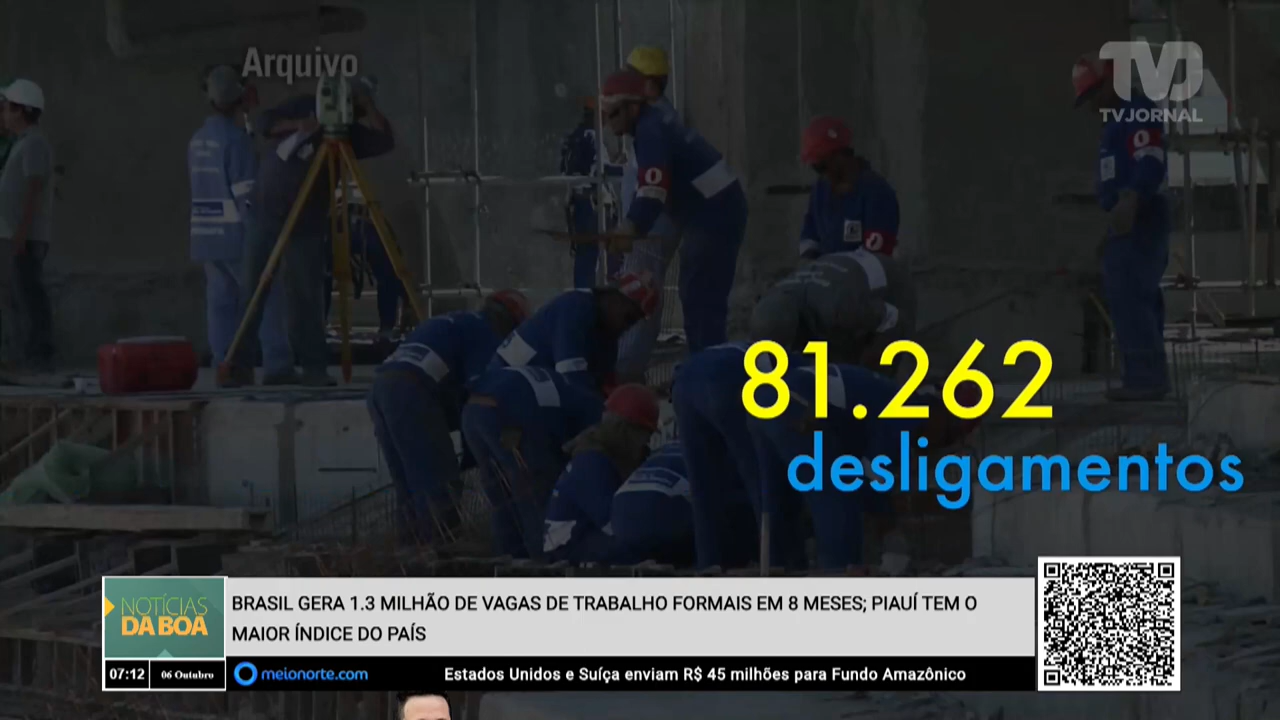 Arquivo
TVJ
TV JORNAL
81.262
desligamentos
NOTÍCIAS
DA BOA
BRASIL GERA 1.3 MILHÃO DE VAGAS DE TRABALHO FORMAIS EM 8 MESES; PIAUÍ TEM O
MAIOR ÍNDICE DO PAÍS
07:12
06 Outubro
meionorte.com
Estados Unidos e Suíça enviam R$ 45 milhões para Fundo Amazônico